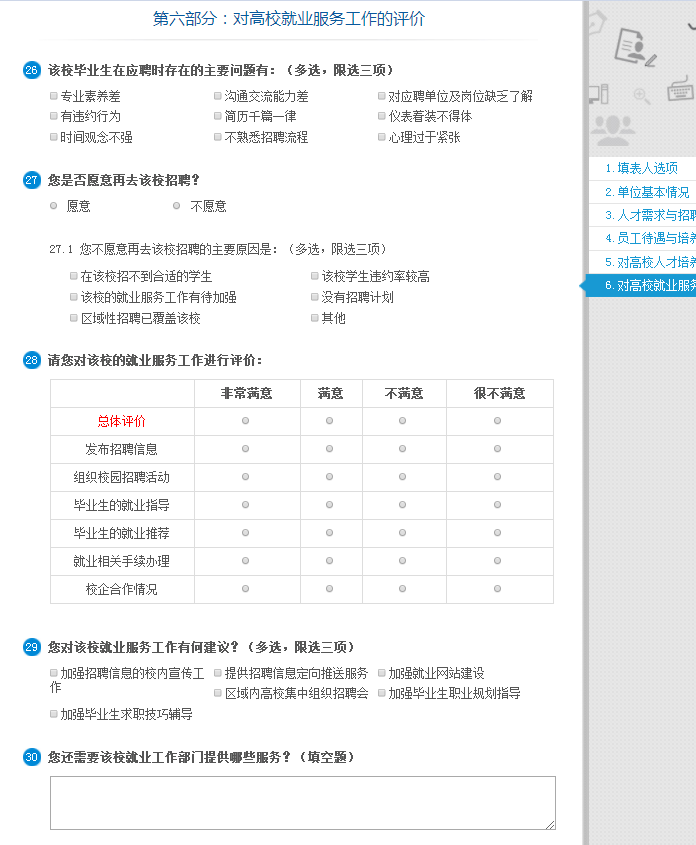 第六部分：对高校就业服务工作的评价
26 该校毕业生在应聘时存在的主要问题有：（多选，限选三项）
专业素养差 沟通交流能力差 对应聘单位及岗位缺乏了解
有违约行为 简历千篇一律 仪表着装不得体
时间观念不强 不熟悉招聘流程 心理过于紧张
27 您是否愿意再去该校招聘？
愿意 不愿意
27.1 您不愿意再去该校招聘的主要原因是：（多选，限选三项）
在该校招不到合适的学生 该校学生违约率较高
该校的就业服务工作有待加强 没有招聘计划
区域性招聘已覆盖该校 其他
28 请您对该校的就业服务工作进行评价：
非常满意 满意 不满意 很不满意
总体评价
发布招聘信息
组织校园招聘活动
毕业生的就业指导
毕业生的就业推荐
就业相关手续办理
校企合作情况
29 您对该校就业服务工作有何建议？（多选，限选三项）
加强招聘信息的校内宣传工 提供招聘信息定向推送服务 加强就业网站建设
作
区域内高校集中组织招聘会 加强毕业生职业规划指导
加强毕业生求职技巧辅导
30 您还需要该校就业工作部门提供哪些服务？（填空题）
1. 填表人选项
2. 单位基本情况
3. 人才需求与招聘
4. 员工待遇与培养
5. 对高校人才培养
6. 对高校就业服务